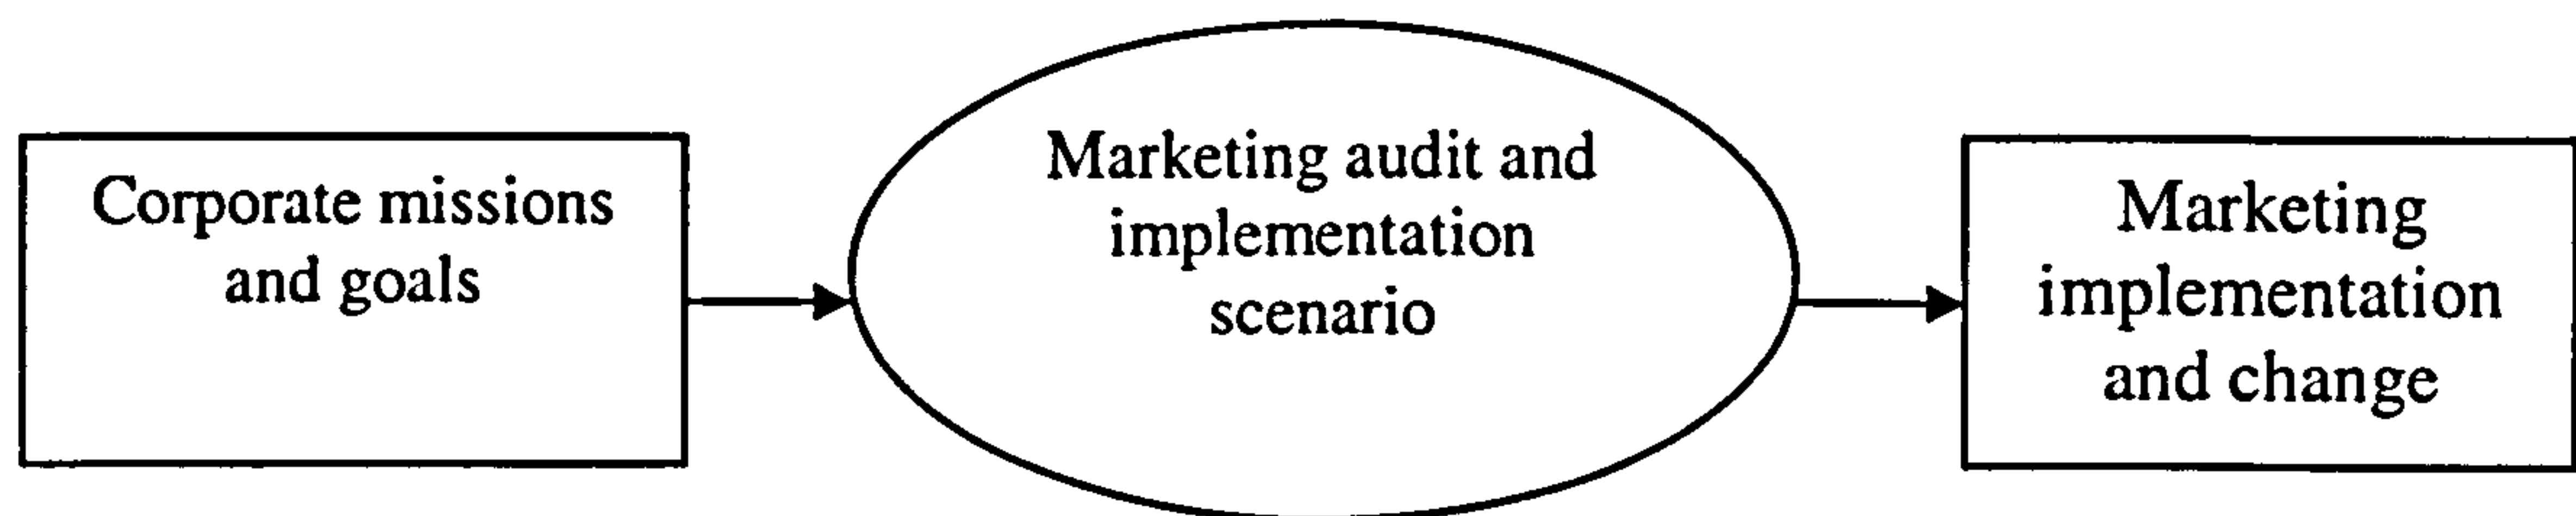 Corporate missions
and goals
Marketing audit and
implementation
scenario
Marketing
implementation
and change